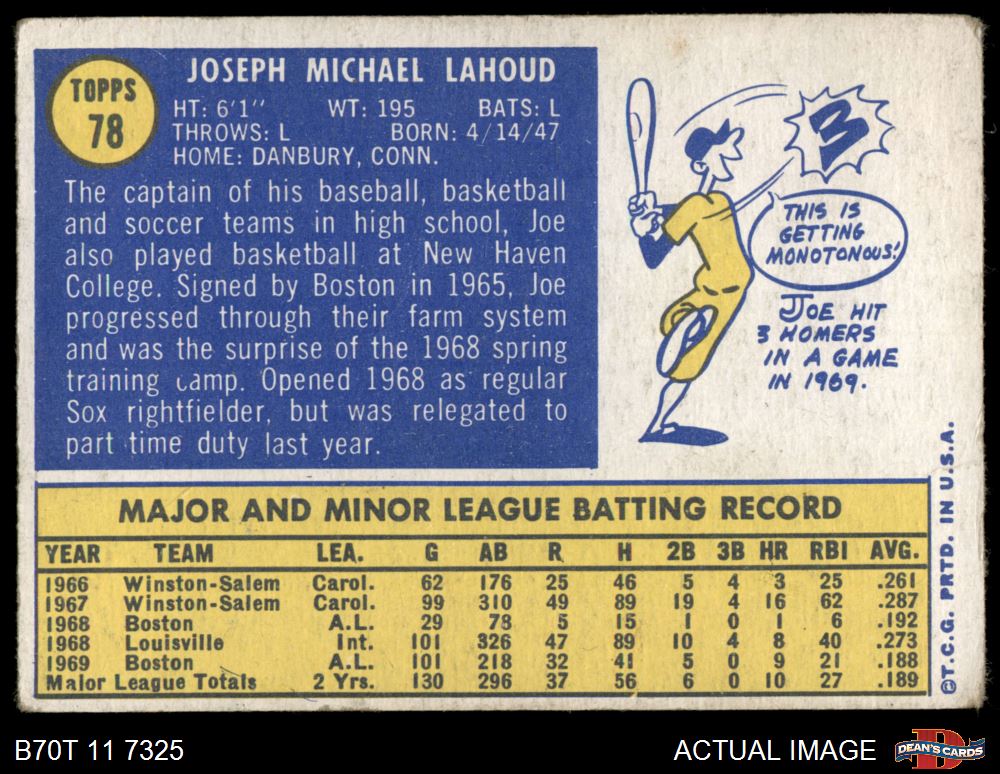 TOPPS
78
JOSEPH MICHAEL LAHOUD
HT: 6'1" WT: 195 BATS: L
THROWS: L BORN: 4/14/47
HOME: DANBURY, CONN.
The captain of his baseball, basketball
and soccer teams in high school, Joe
also played basketball at New Haven
College. Signed by Boston in 1965, Joe
progressed through their farm system
and was the surprise of the 1968 spring
training camp. Opened 1968 as regular
Sox rightfielder, but was relegated to
part time duty last year.
3
THIS IS
GETTING
MONOTONOUS!
JOE HIT
3 HOMERS
IN A GAME
IN 1969.
MAJOR AND MINOR LEAGUE BATTING RECORD
YEAR TEAM LEA. G AB R H 2B 3B HR RBI AVG.
1966 Winston-Salem Carol. 62 176 25 46 5 4 3 25 .261
1967 Winston-Salem Carol. 99 310 49 89 19 4 16 62 .287
1968 Boston A.L. 29 78 5 15 1 0 1 6 .192
1968 Louisville Int. 101 326 47 89 10 4 8 40 .273
1969 Boston A.L. 101 218 32 41 5 0 9 21 .188
Major League Totals 2 Yrs. 130 296 37 56 6 0 10 27 .189
©T.C.G. PRTD. IN U.S.A.
B70T 11 7325
ACTUAL IMAGE
D
DEAN'S CARDS